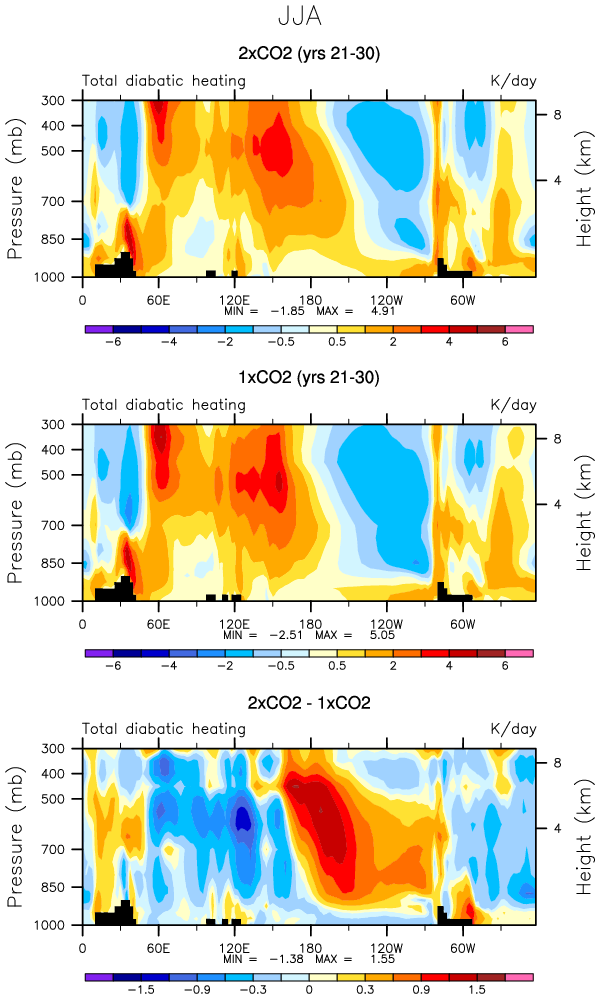 JJA
2xCO2 (yrs 21-30)
Total diabatic heating K/day
Pressure (mb)
300
400
500
700
850
1000
8
4
Height (km)
0 60E 120E 180 120W 60W
MIN = -1.85 MAX = 4.91
-6 -4 -2 -0.5 0.5 2 4 6
1xCO2 (yrs 21-30)
Total diabatic heating K/day
Pressure (mb)
300
400
500
700
850
1000
8
4
Height (km)
0 60E 120E 180 120W 60W
MIN = -2.51 MAX = 5.05
-6 -4 -2 -0.5 0.5 2 4 6
2xCO2 - 1xCO2
Total diabatic heating K/day
Pressure (mb)
300
400
500
700
850
1000
8
4
Height (km)
0 60E 120E 180 120W 60W
MIN = -1.38 MAX = 1.55
-1.5 -0.9 -0.3 0 0.3 0.9 1.5